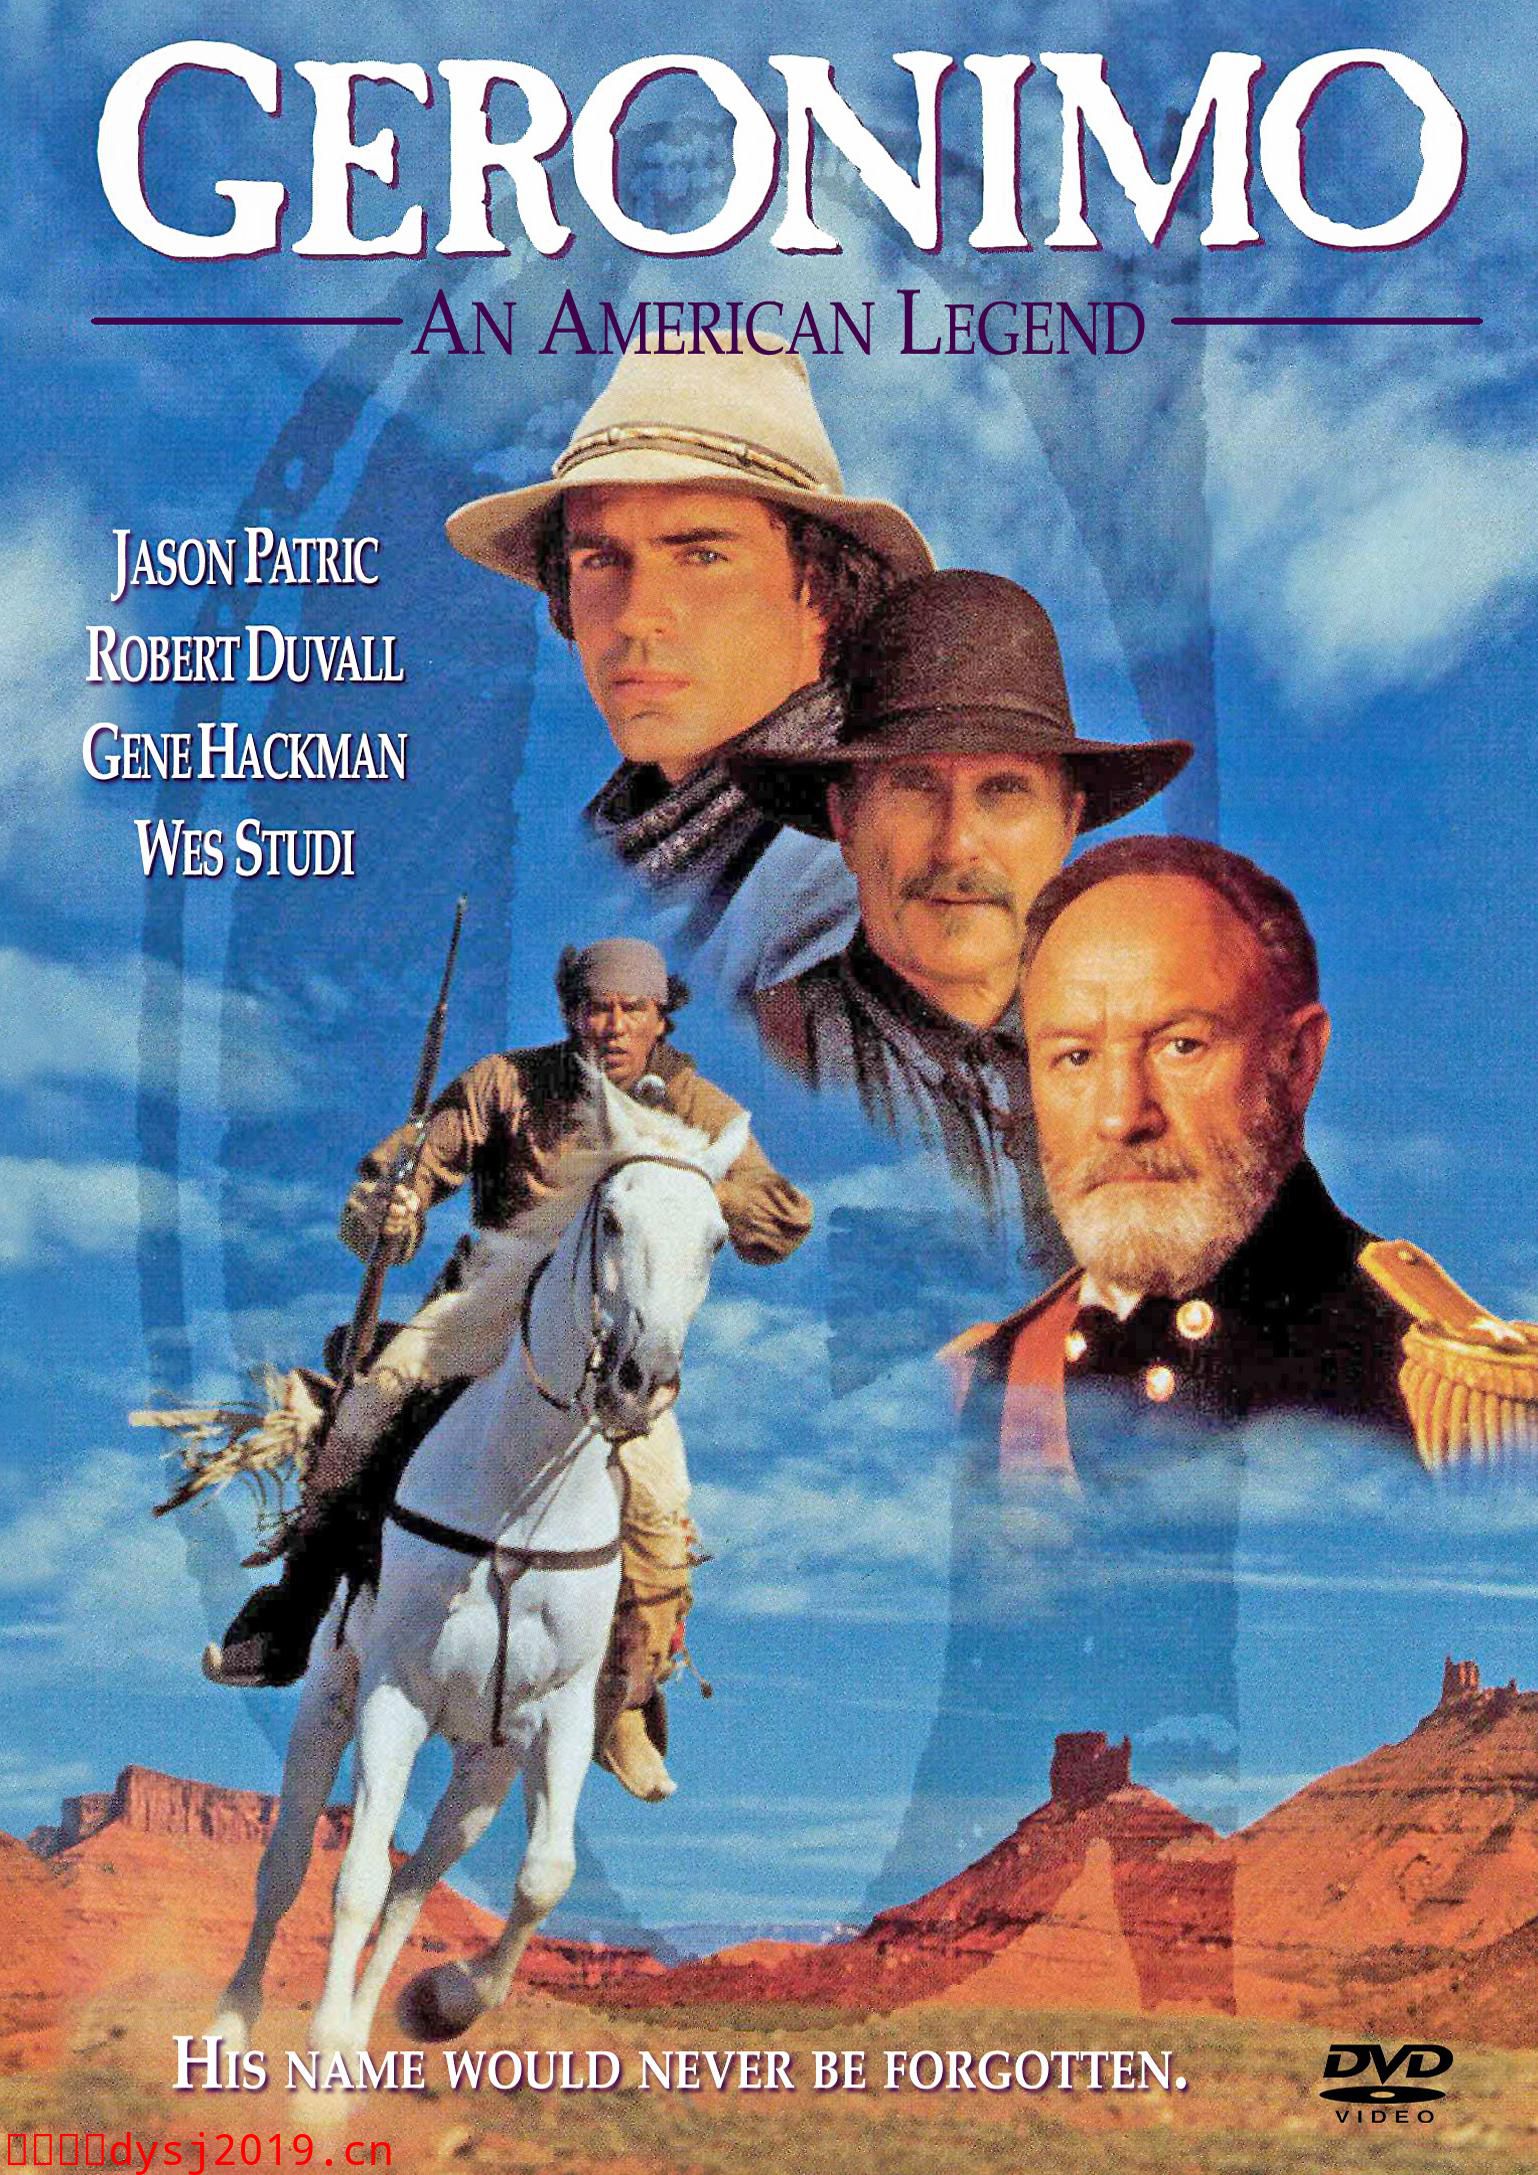 GERONIMO
AN AMERICAN LEGEND
JASON PATRIC
ROBERT DUVALL
GENE HACKMAN
WES STUDI
HIS NAME WOULD NEVER BE FORGOTTEN.
DVD
VIDEO
dysj2019.cn